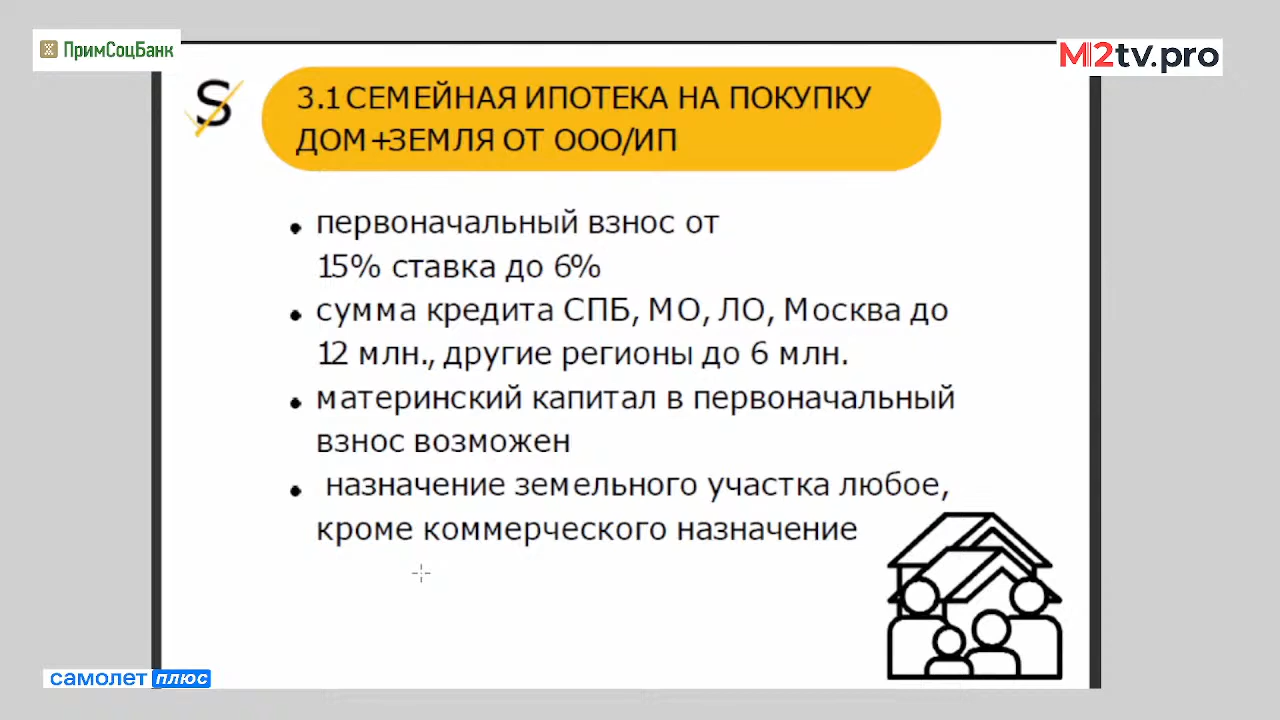 ПримСоцБанк
M2tv.pro
S
3.1 СЕМЕЙНАЯ ИПОТЕКА НА ПОКУПКУ
ДОМ+ЗЕМЛЯ ОТ ООО/ИП
• первоначальный взнос от
15% ставка до 6%
• сумма кредита СПБ, МО, ЛО, Москва до
12 млн., другие регионы до 6 млн.
• материнский капитал в первоначальный
взнос возможен
• назначение земельного участка любое,
кроме коммерческого назначение
самолет плюс